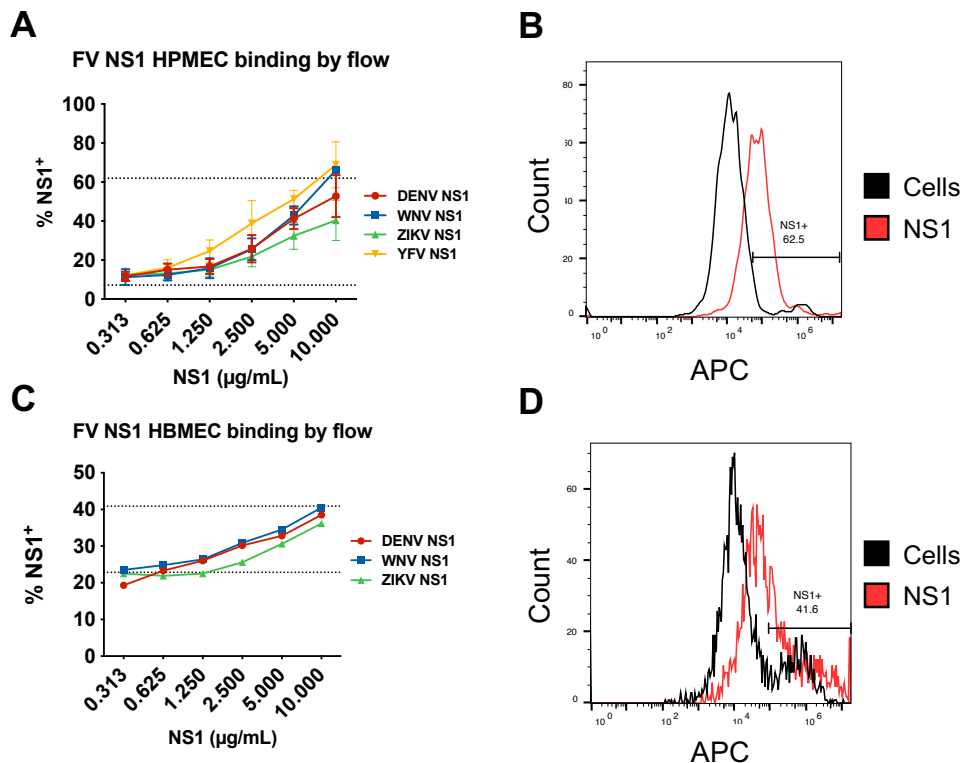 A
FV NS1 HPMEC binding by flow
% NS1+
100
80
60
40
20
0
0.313
0.625
1.250
2.500
5.000
10.000
NS1 (µg/mL)
DENV NS1
WNV NS1
ZIKV NS1
YFV NS1
B
Count
80
60
40
20
0
NS1+
62.5
10^0
10^2
10^4
10^6
APC
Cells
NS1
C
FV NS1 HBMEC binding by flow
% NS1+
50
40
30
20
10
0
0.313
0.625
1.250
2.500
5.000
10.000
NS1 (µg/mL)
DENV NS1
WNV NS1
ZIKV NS1
D
Count
60
40
20
0
NS1+
41.6
10^0
10^2
10^4
10^6
APC
Cells
NS1